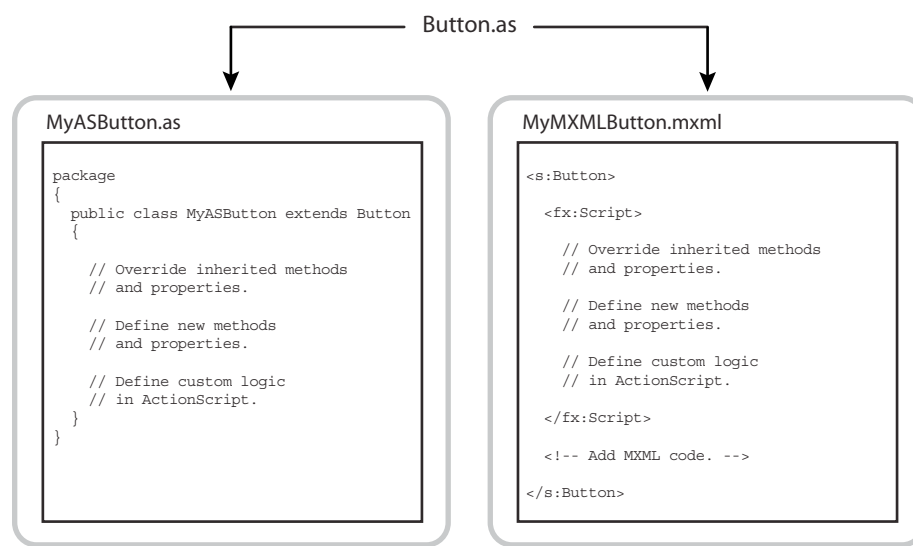 Button.as
MyASButton.as
package
{
  public class MyASButton extends Button
  {
    // Override inherited methods
    // and properties.
    // Define new methods
    // and properties.
    // Define custom logic
    // in ActionScript.
  }
}
MyMXMLButton.mxml
<s:Button>
  <fx:Script>
    // Override inherited methods
    // and properties.
    // Define new methods
    // and properties.
    // Define custom logic
    // in ActionScript.
  </fx:Script>
  <!-- Add MXML code. -->
</s:Button>